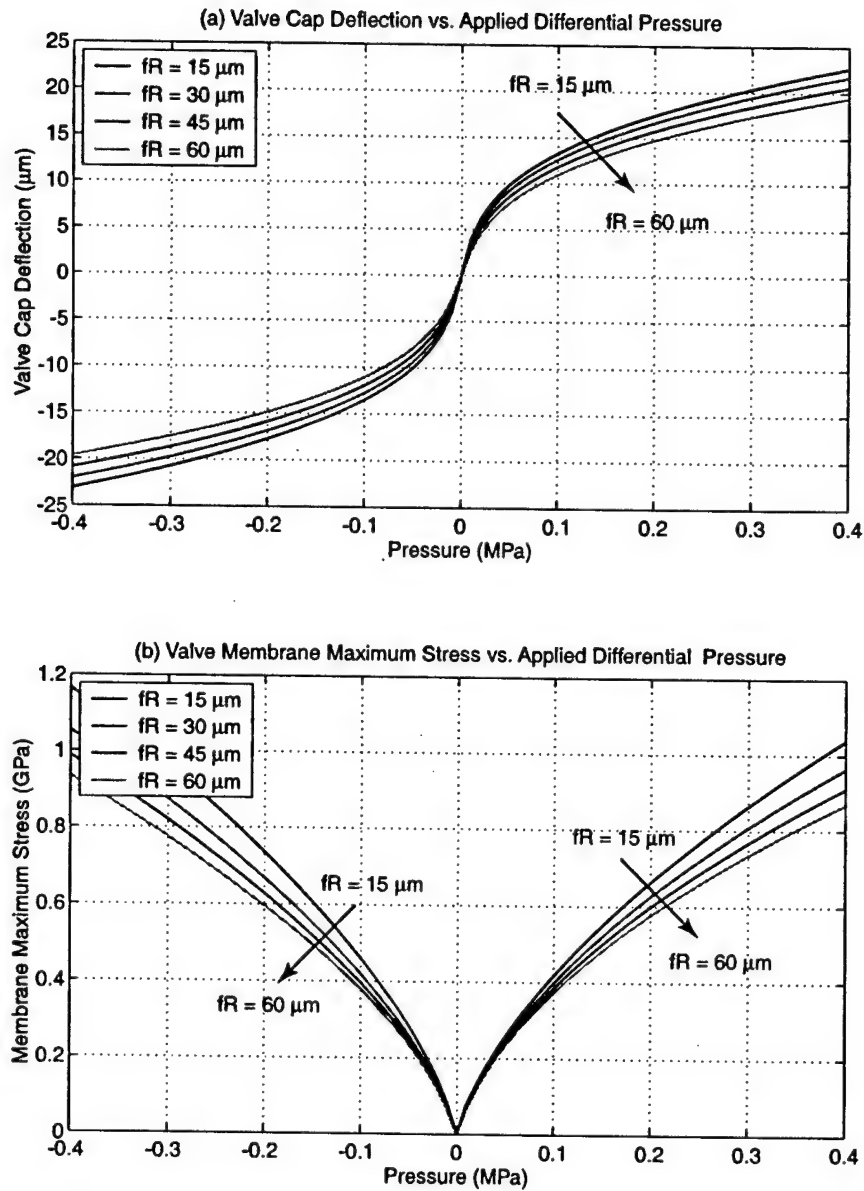 (a) Valve Cap Deflection vs. Applied Differential Pressure
25
20
15
10
5
0
-5
-10
-15
-20
-25
Valve Cap Deflection (µm)
fR = 15 µm
fR = 30 µm
fR = 45 µm
fR = 60 µm
fR = 15 µm
fR = 60 µm
-0.4 -0.3 -0.2 -0.1 0 0.1 0.2 0.3 0.4
Pressure (MPa)
(b) Valve Membrane Maximum Stress vs. Applied Differential Pressure
1.2
1
0.8
0.6
0.4
0.2
0
Membrane Maximum Stress (GPa)
fR = 15 µm
fR = 30 µm
fR = 45 µm
fR = 60 µm
fR = 15 µm
fR = 60 µm
fR = 15 µm
fR = 60 µm
-0.4 -0.3 -0.2 -0.1 0 0.1 0.2 0.3 0.4
Pressure (MPa)